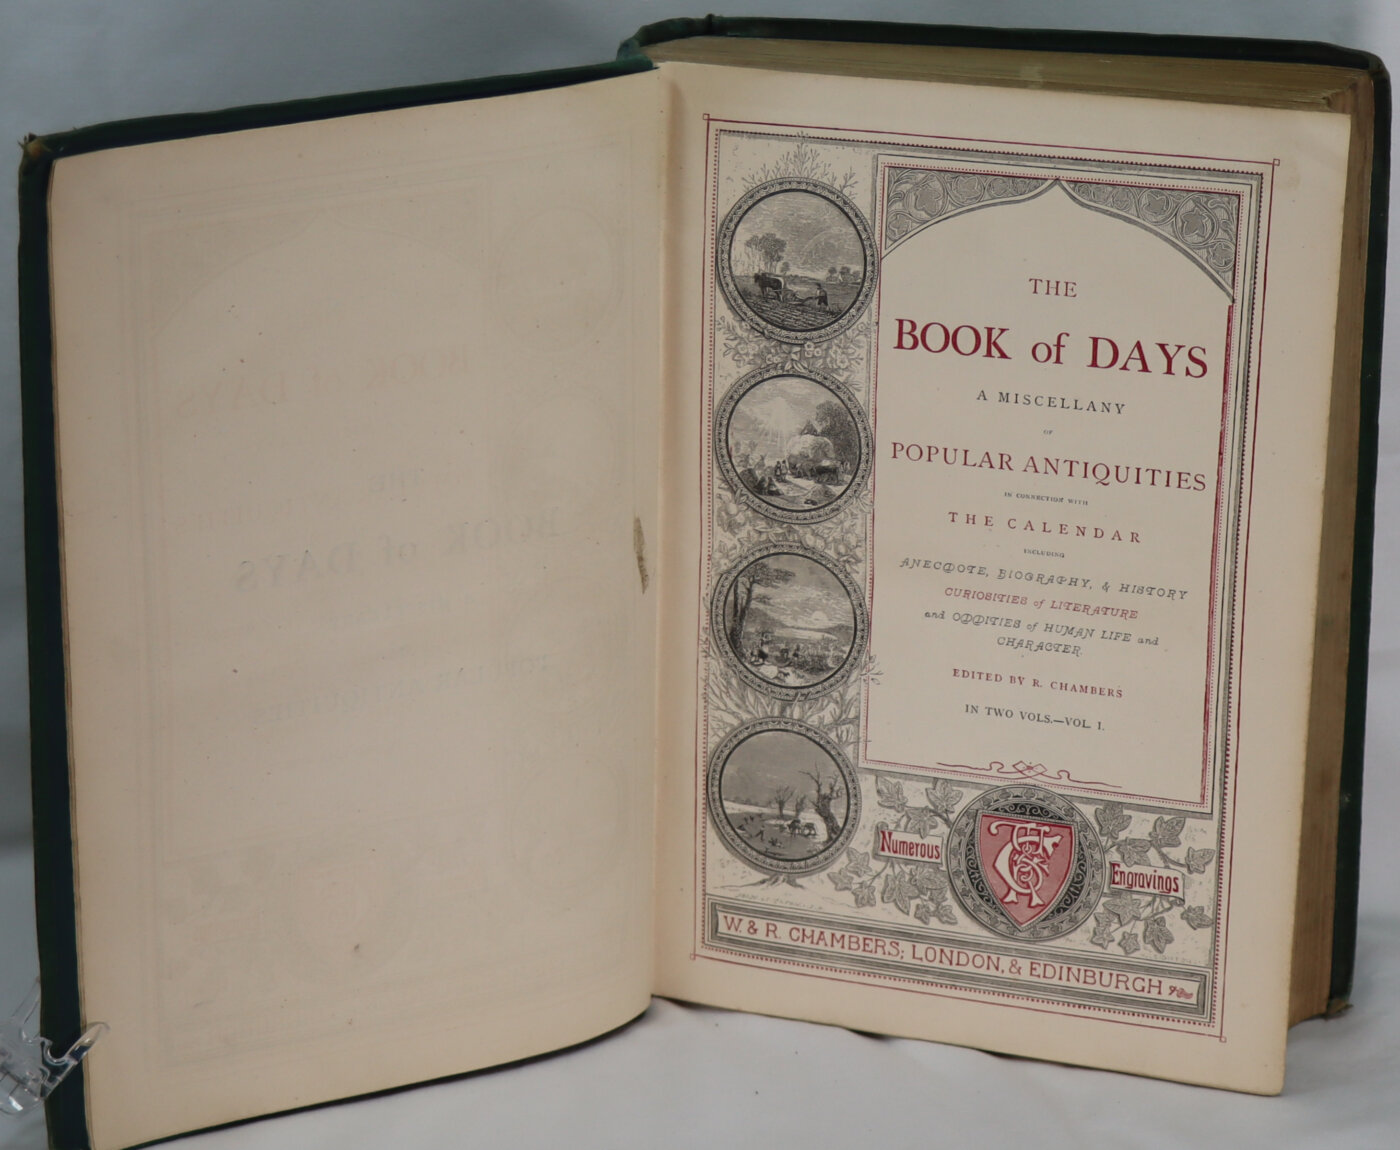 THE
BOOK of DAYS
A MISCELLANY
OF
POPULAR ANTIQUITIES
IN CONNECTION WITH
THE CALENDAR
INCLUDING
ANECDOTE, BIOGRAPHY, & HISTORY
CURIOSITIES of LITERATURE
and ODDITIES of HUMAN LIFE and
CHARACTER.
EDITED BY R. CHAMBERS
IN TWO VOLS.—VOL. I.
Numerous
Engravings
W. & R. CHAMBERS; LONDON, & EDINBURGH